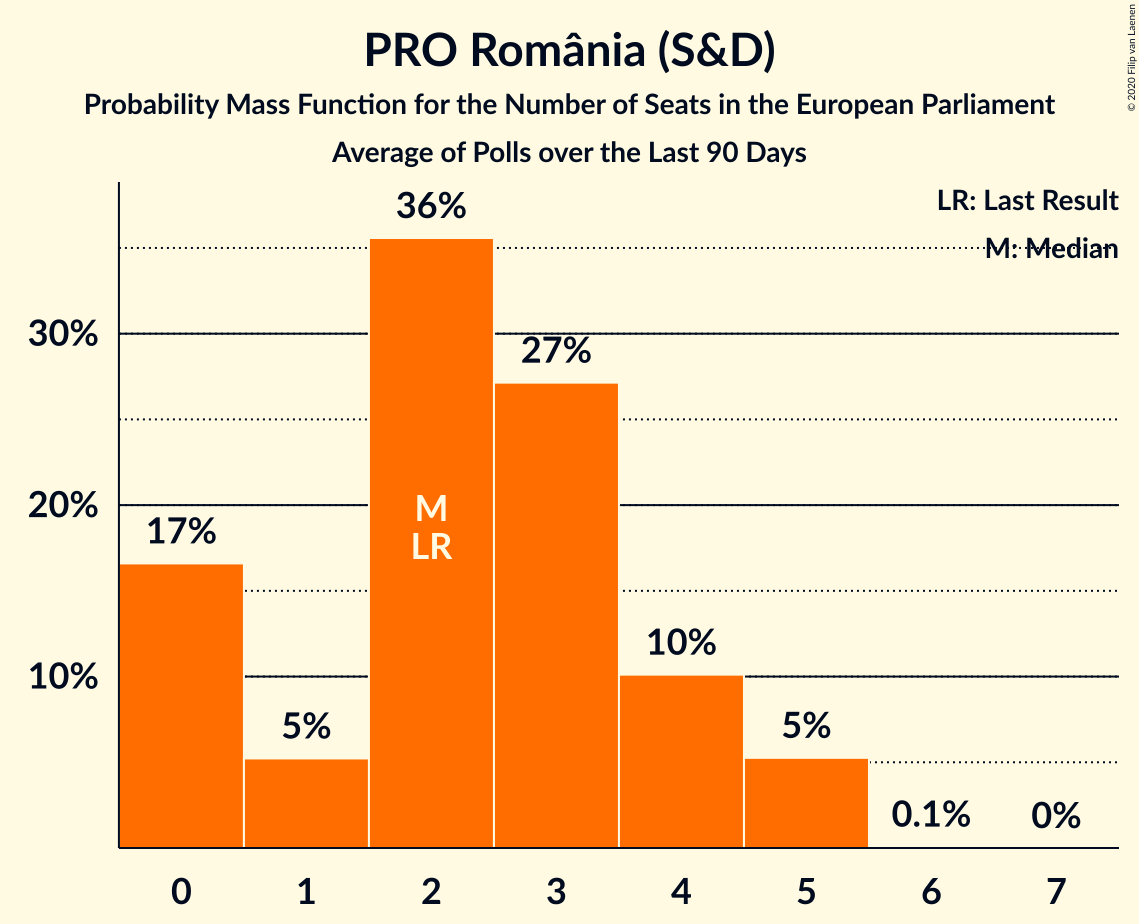 PRO România (S&D)
Probability Mass Function for the Number of Seats in the European Parliament
Average of Polls over the Last 90 Days
© 2020 Filip van Laenen
LR: Last Result
M: Median
36%
30%
27%
20%
M
LR
17%
10%
10%
5%
5%
0.1%
0%
0 1 2 3 4 5 6 7